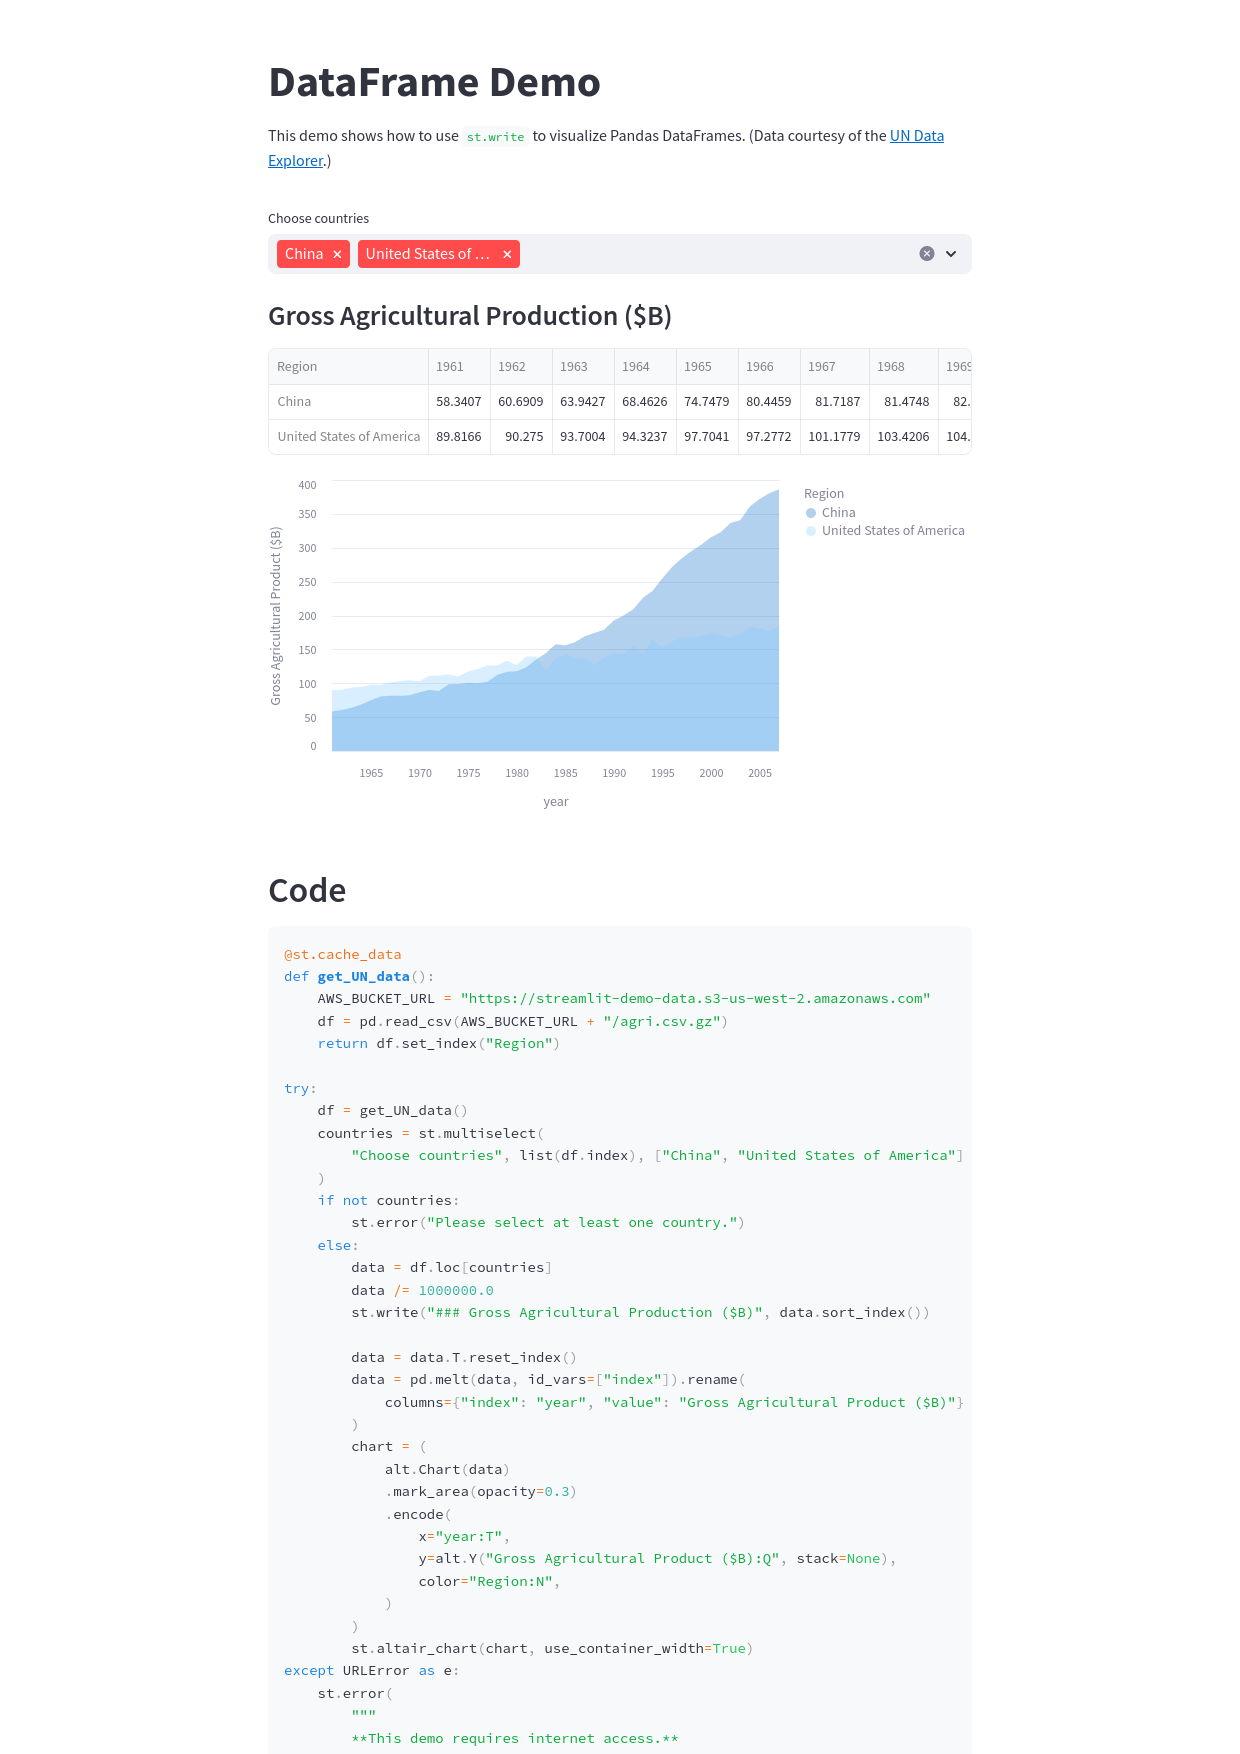 DataFrame Demo
This demo shows how to use st.write to visualize Pandas DataFrames. (Data courtesy of the UN Data
Explorer.)
Choose countries
China × United States of … ×
Gross Agricultural Production ($B)
Region 1961 1962 1963 1964 1965 1966 1967 1968 1969
China 58.3407 60.6909 63.9427 68.4626 74.7479 80.4459 81.7187 81.4748 82.
United States of America 89.8166 90.275 93.7004 94.3237 97.7041 97.2772 101.1779 103.4206 104.
Gross Agricultural Product ($B)
400
350
300
250
200
150
100
50
0
1965 1970 1975 1980 1985 1990 1995 2000 2005
year
Region
China
United States of America
Code
@st.cache_data
def get_UN_data():
    AWS_BUCKET_URL = "https://streamlit-demo-data.s3-us-west-2.amazonaws.com"
    df = pd.read_csv(AWS_BUCKET_URL + "/agri.csv.gz")
    return df.set_index("Region")
try:
    df = get_UN_data()
    countries = st.multiselect(
        "Choose countries", list(df.index), ["China", "United States of America"]
    )
    if not countries:
        st.error("Please select at least one country.")
    else:
        data = df.loc[countries]
        data /= 1000000.0
        st.write("### Gross Agricultural Production ($B)", data.sort_index())
        data = data.T.reset_index()
        data = pd.melt(data, id_vars=["index"]).rename(
            columns={"index": "year", "value": "Gross Agricultural Product ($B)"}
        )
        chart = (
            alt.Chart(data)
            .mark_area(opacity=0.3)
            .encode(
                x="year:T",
                y=alt.Y("Gross Agricultural Product ($B):Q", stack=None),
                color="Region:N",
            )
        )
        st.altair_chart(chart, use_container_width=True)
except URLError as e:
    st.error(
        """
        **This demo requires internet access.**